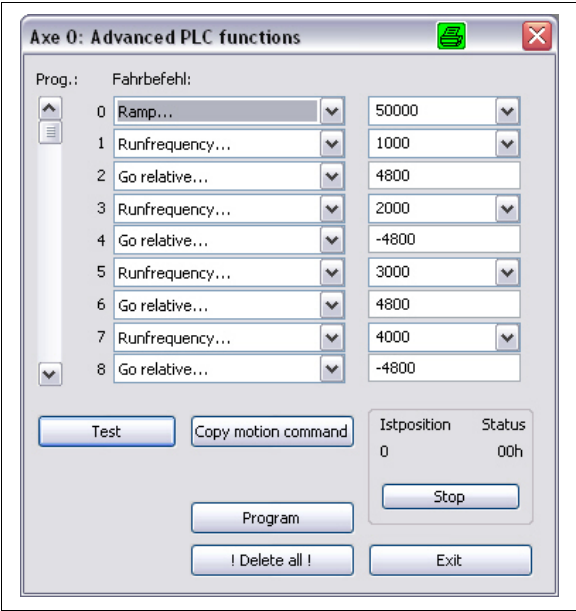 Axe 0: Advanced PLC functions
Prog.: Fahrbefehl:
0 Ramp... 50000
1 Runfrequency... 1000
2 Go relative... 4800
3 Runfrequency... 2000
4 Go relative... -4800
5 Runfrequency... 3000
6 Go relative... 4800
7 Runfrequency... 4000
8 Go relative... -4800
Test Copy motion command Istposition Status
0 00h
Stop
Program
! Delete all ! Exit